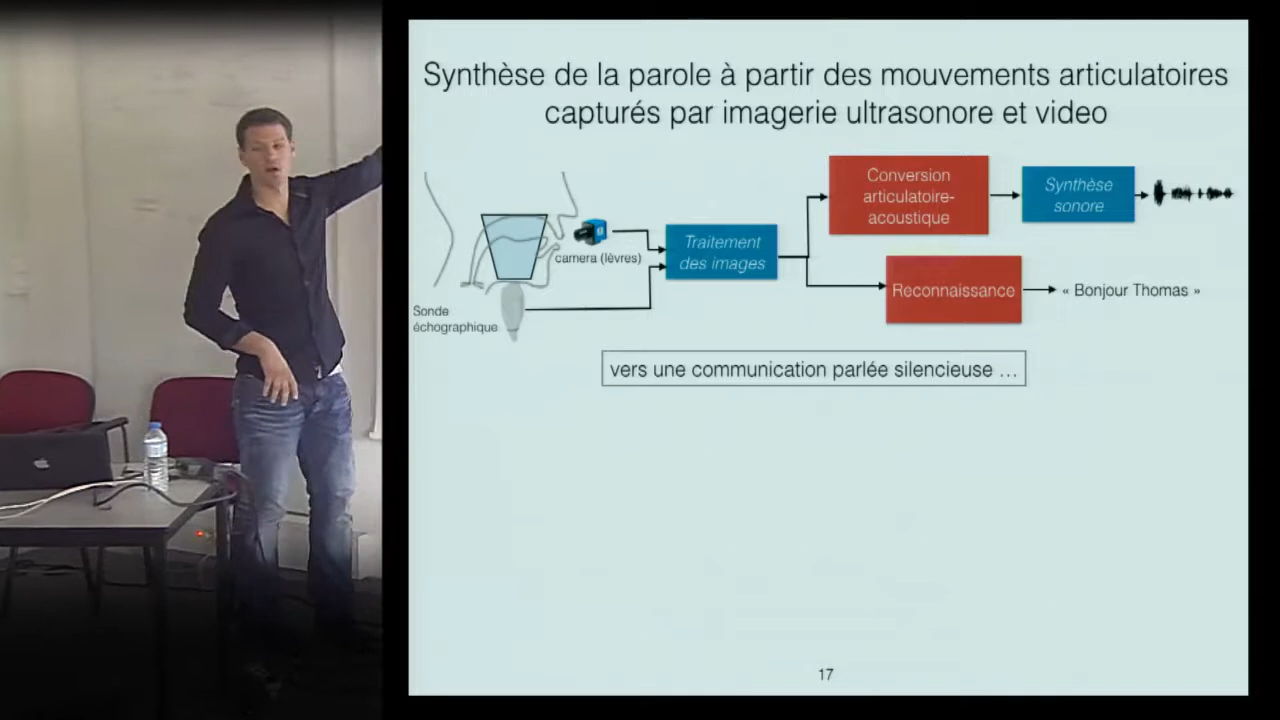 Synthèse de la parole à partir des mouvements articulatoires
capturés par imagerie ultrasonore et video
Conversion
articulatoire-
acoustique
Synthèse
sonore
camera (lèvres)
Traitement
des images
Reconnaissance
« Bonjour Thomas »
Sonde
échographique
vers une communication parlée silencieuse ...
17